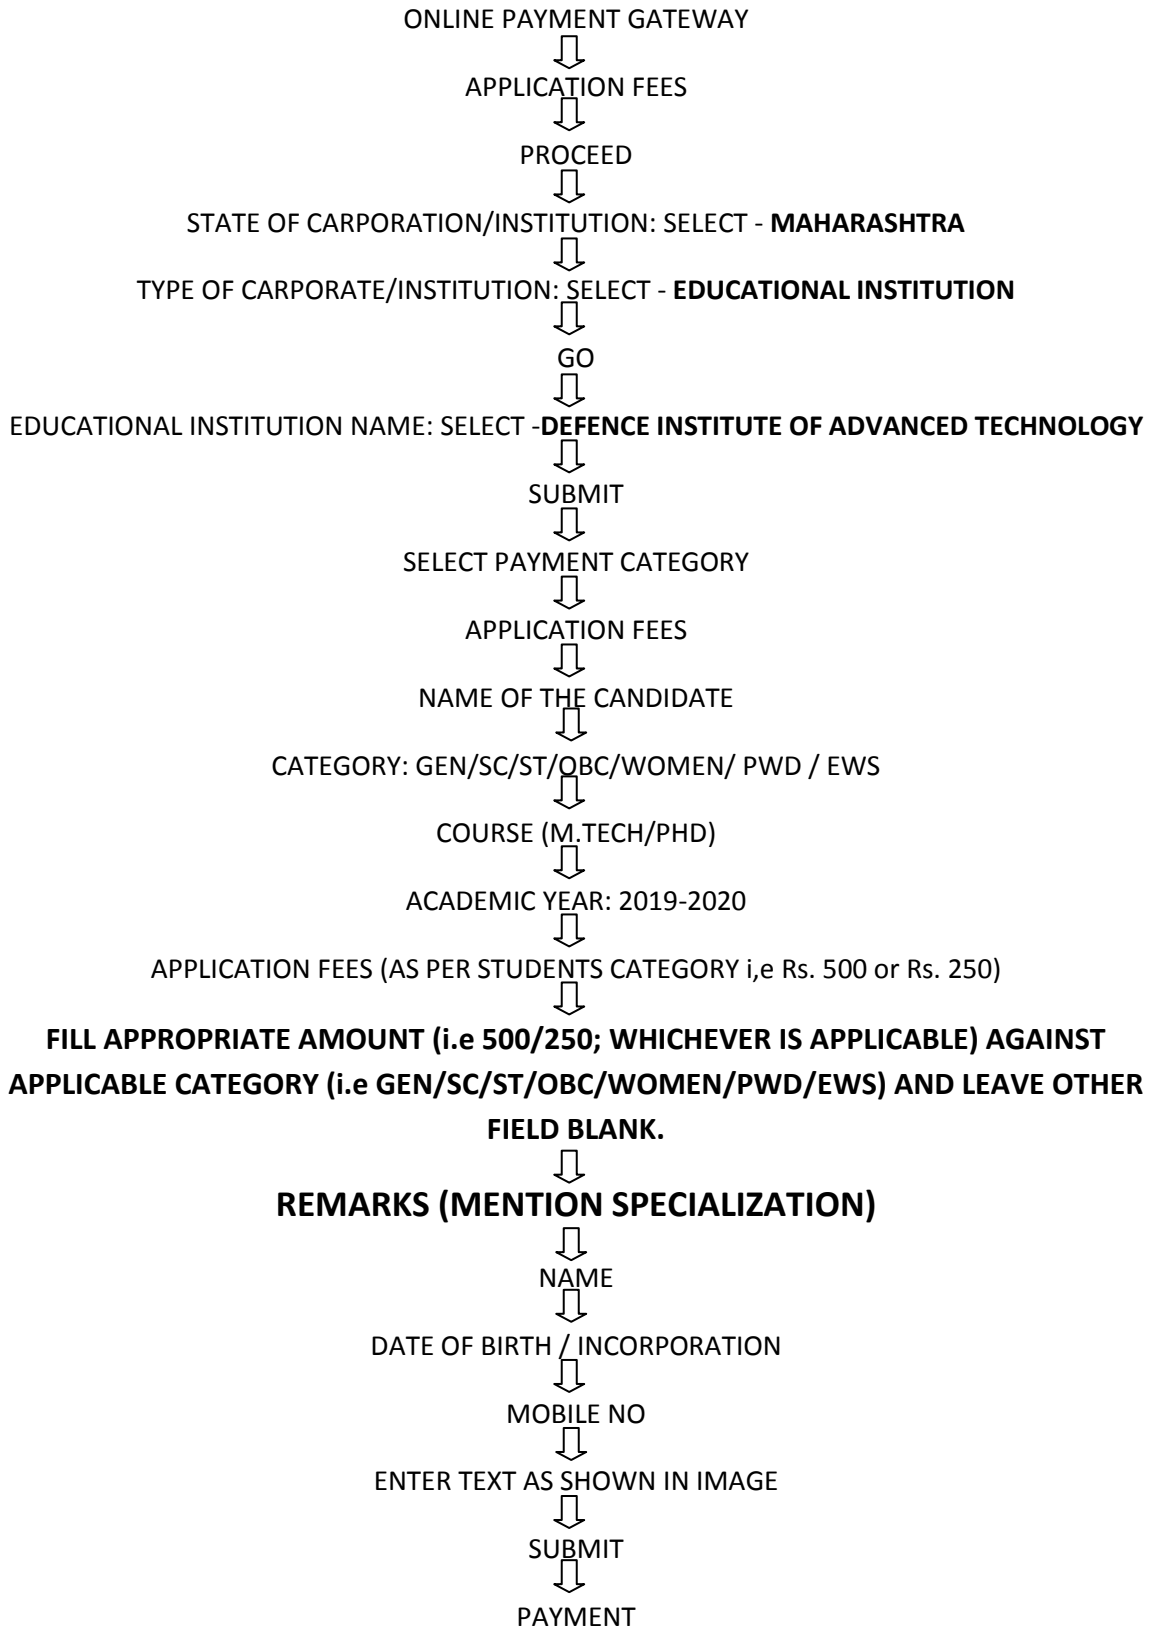 ONLINE PAYMENT GATEWAY
APPLICATION FEES
PROCEED
STATE OF CARPORATION/INSTITUTION: SELECT - MAHARASHTRA
TYPE OF CARPORATE/INSTITUTION: SELECT - EDUCATIONAL INSTITUTION
GO
EDUCATIONAL INSTITUTION NAME: SELECT -DEFENCE INSTITUTE OF ADVANCED TECHNOLOGY
SUBMIT
SELECT PAYMENT CATEGORY
APPLICATION FEES
NAME OF THE CANDIDATE
CATEGORY: GEN/SC/ST/OBC/WOMEN/ PWD / EWS
COURSE (M.TECH/PHD)
ACADEMIC YEAR: 2019-2020
APPLICATION FEES (AS PER STUDENTS CATEGORY i,e Rs. 500 or Rs. 250)
FILL APPROPRIATE AMOUNT (i.e 500/250; WHICHEVER IS APPLICABLE) AGAINST
APPLICABLE CATEGORY (i.e GEN/SC/ST/OBC/WOMEN/PWD/EWS) AND LEAVE OTHER
FIELD BLANK.
REMARKS (MENTION SPECIALIZATION)
NAME
DATE OF BIRTH / INCORPORATION
MOBILE NO
ENTER TEXT AS SHOWN IN IMAGE
SUBMIT
PAYMENT